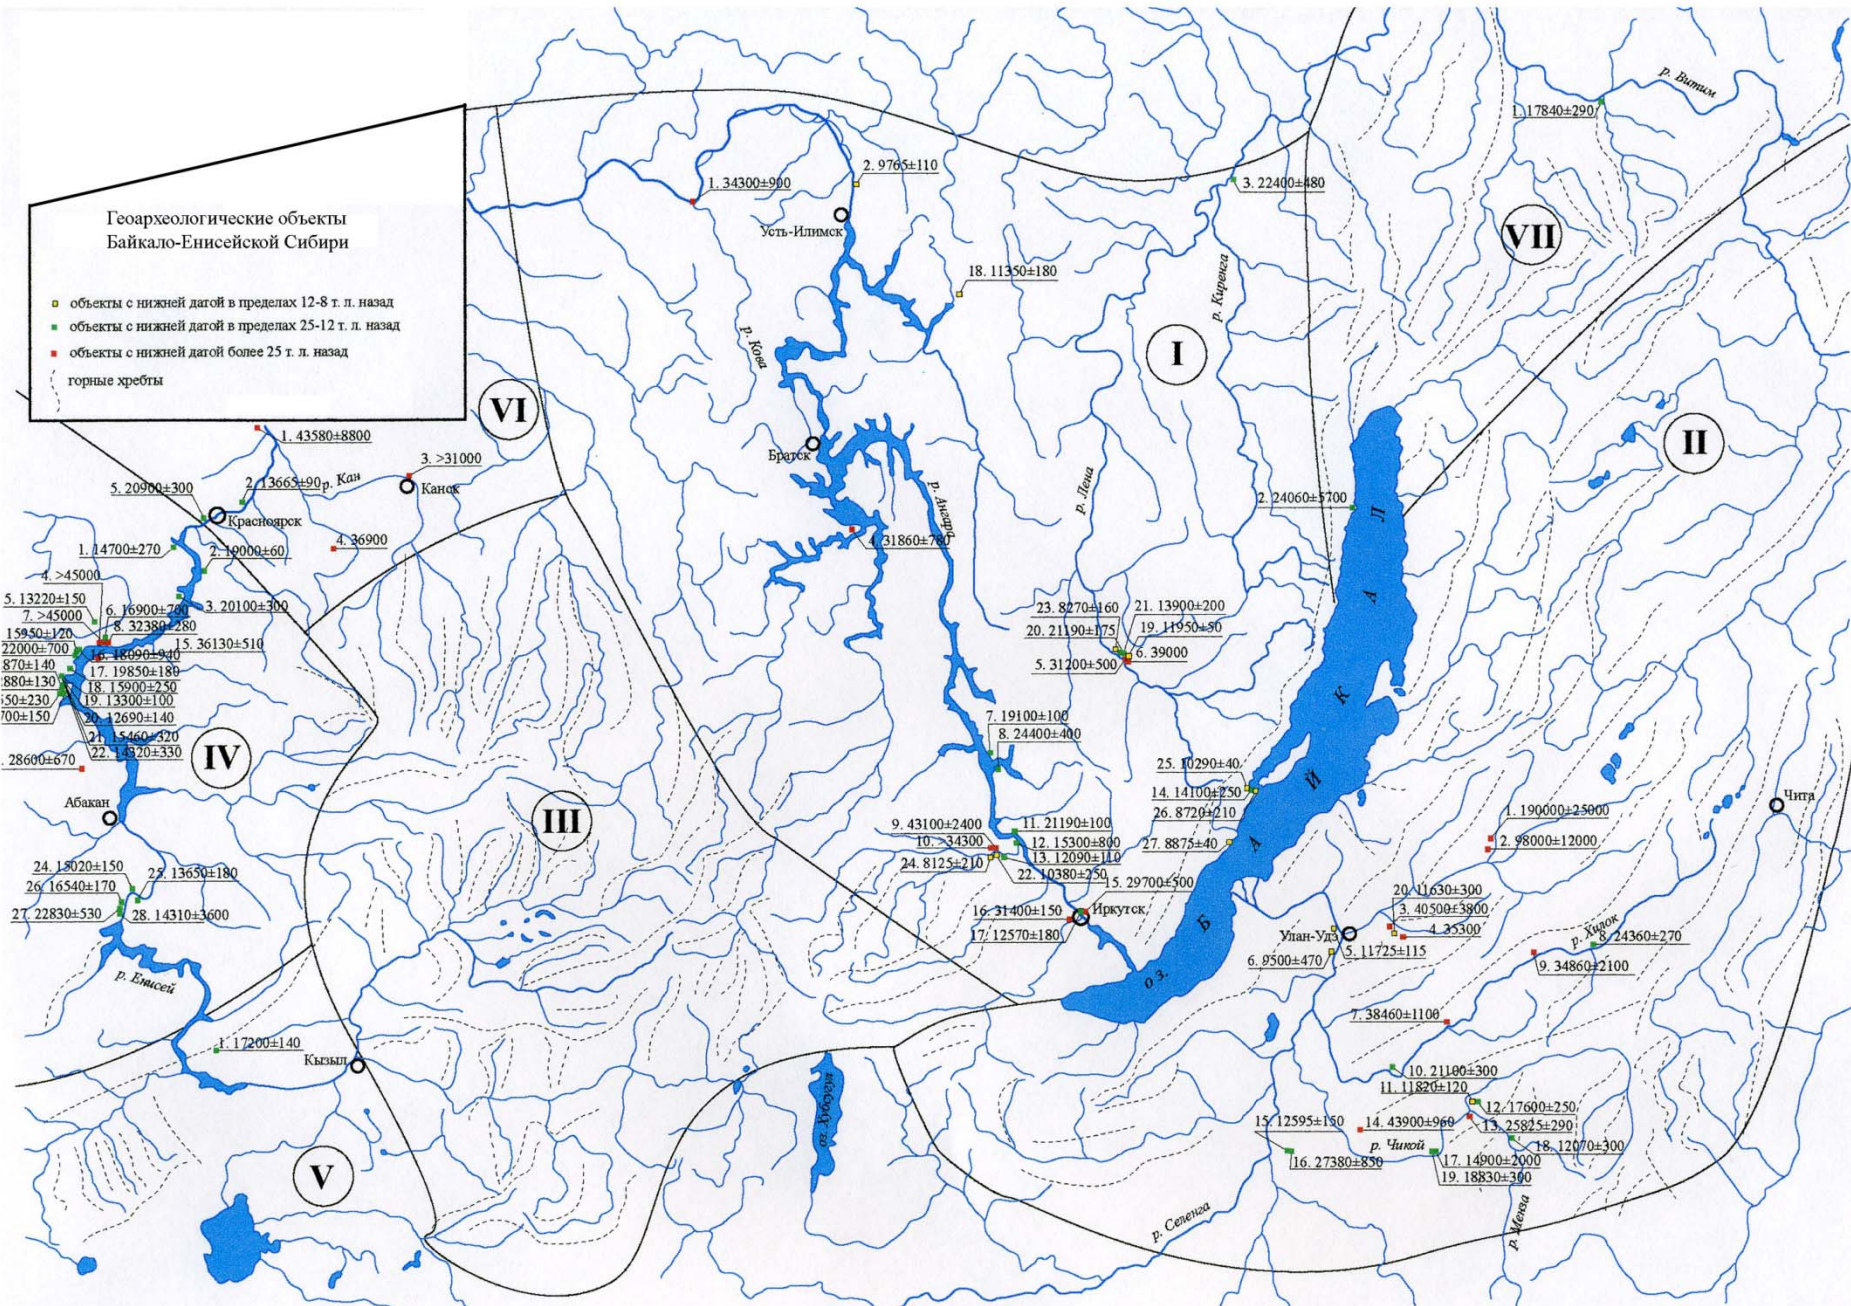 Геоархеологические объекты
Байкало-Енисейской Сибири
объекты с нижней датой в пределах 12-8 т. л. назад
объекты с нижней датой в пределах 25-12 т. л. назад
объекты с нижней датой более 25 т. л. назад
горные хребты
р. Витим
1. 17840±290
VII
1. 34300±900
2. 9765±110
Усть-Илимск
3. 22400±480
18. 11350±180
р. Киренга
I
р. Кова
VI
II
1. 43580±8800
3. >31000
Канск
р. Кан
2. 13665±90
5. 20900±300
Красноярск
Братск
р. Ангара
р. Лена
2. 24060±5700
4. 31860±780
4. 36900
1. 14700±270
2. 19000±60
3. 20100±300
4. >45000
5. 13220±150
6. 16900±700
7. >45000
8. 32380±280
15950±120
22000±700
870±140
880±130
550±230
700±150
15. 36130±510
16. 18090±940
17. 19850±180
18. 15900±250
19. 13300±100
20. 12690±140
21. 15460±320
22. 14320±330
. 28600±670
IV
Абакан
24. 15020±150
25. 13650±180
26. 16540±170
27. 22830±530
28. 14310±3600
р. Енисей
1. 17200±140
Кызыл
III
V
23. 8270±160
21. 13900±200
20. 21190±175
19. 11950±50
6. 39000
5. 31200±500
7. 19100±100
8. 24400±400
25. 10290±40
14. 14100±250
26. 8720±210
27. 8875±40
9. 43100±2400
10. >34300
24. 8125±210
11. 21190±100
12. 15300±800
13. 12090±110
22. 10380±250
15. 29700±500
16. 31400±150
17. 12570±180
Иркутск
оз. БАЙКАЛ
оз. Хубсугул
1. 190000±25000
2. 98000±12000
Чита
20. 11630±300
3. 40500±3800
4. 35300
Улан-Удэ
5. 11725±115
6. 9500±470
р. Хилок
8. 24360±270
9. 34860±2100
7. 38460±1100
10. 21100±300
11. 11820±120
12. 17600±250
13. 25825±290
14. 43900±960
15. 12595±150
16. 27380±850
р. Чикой
17. 14900±2000
18. 12070±300
19. 18830±300
р. Селенга
р. Менза